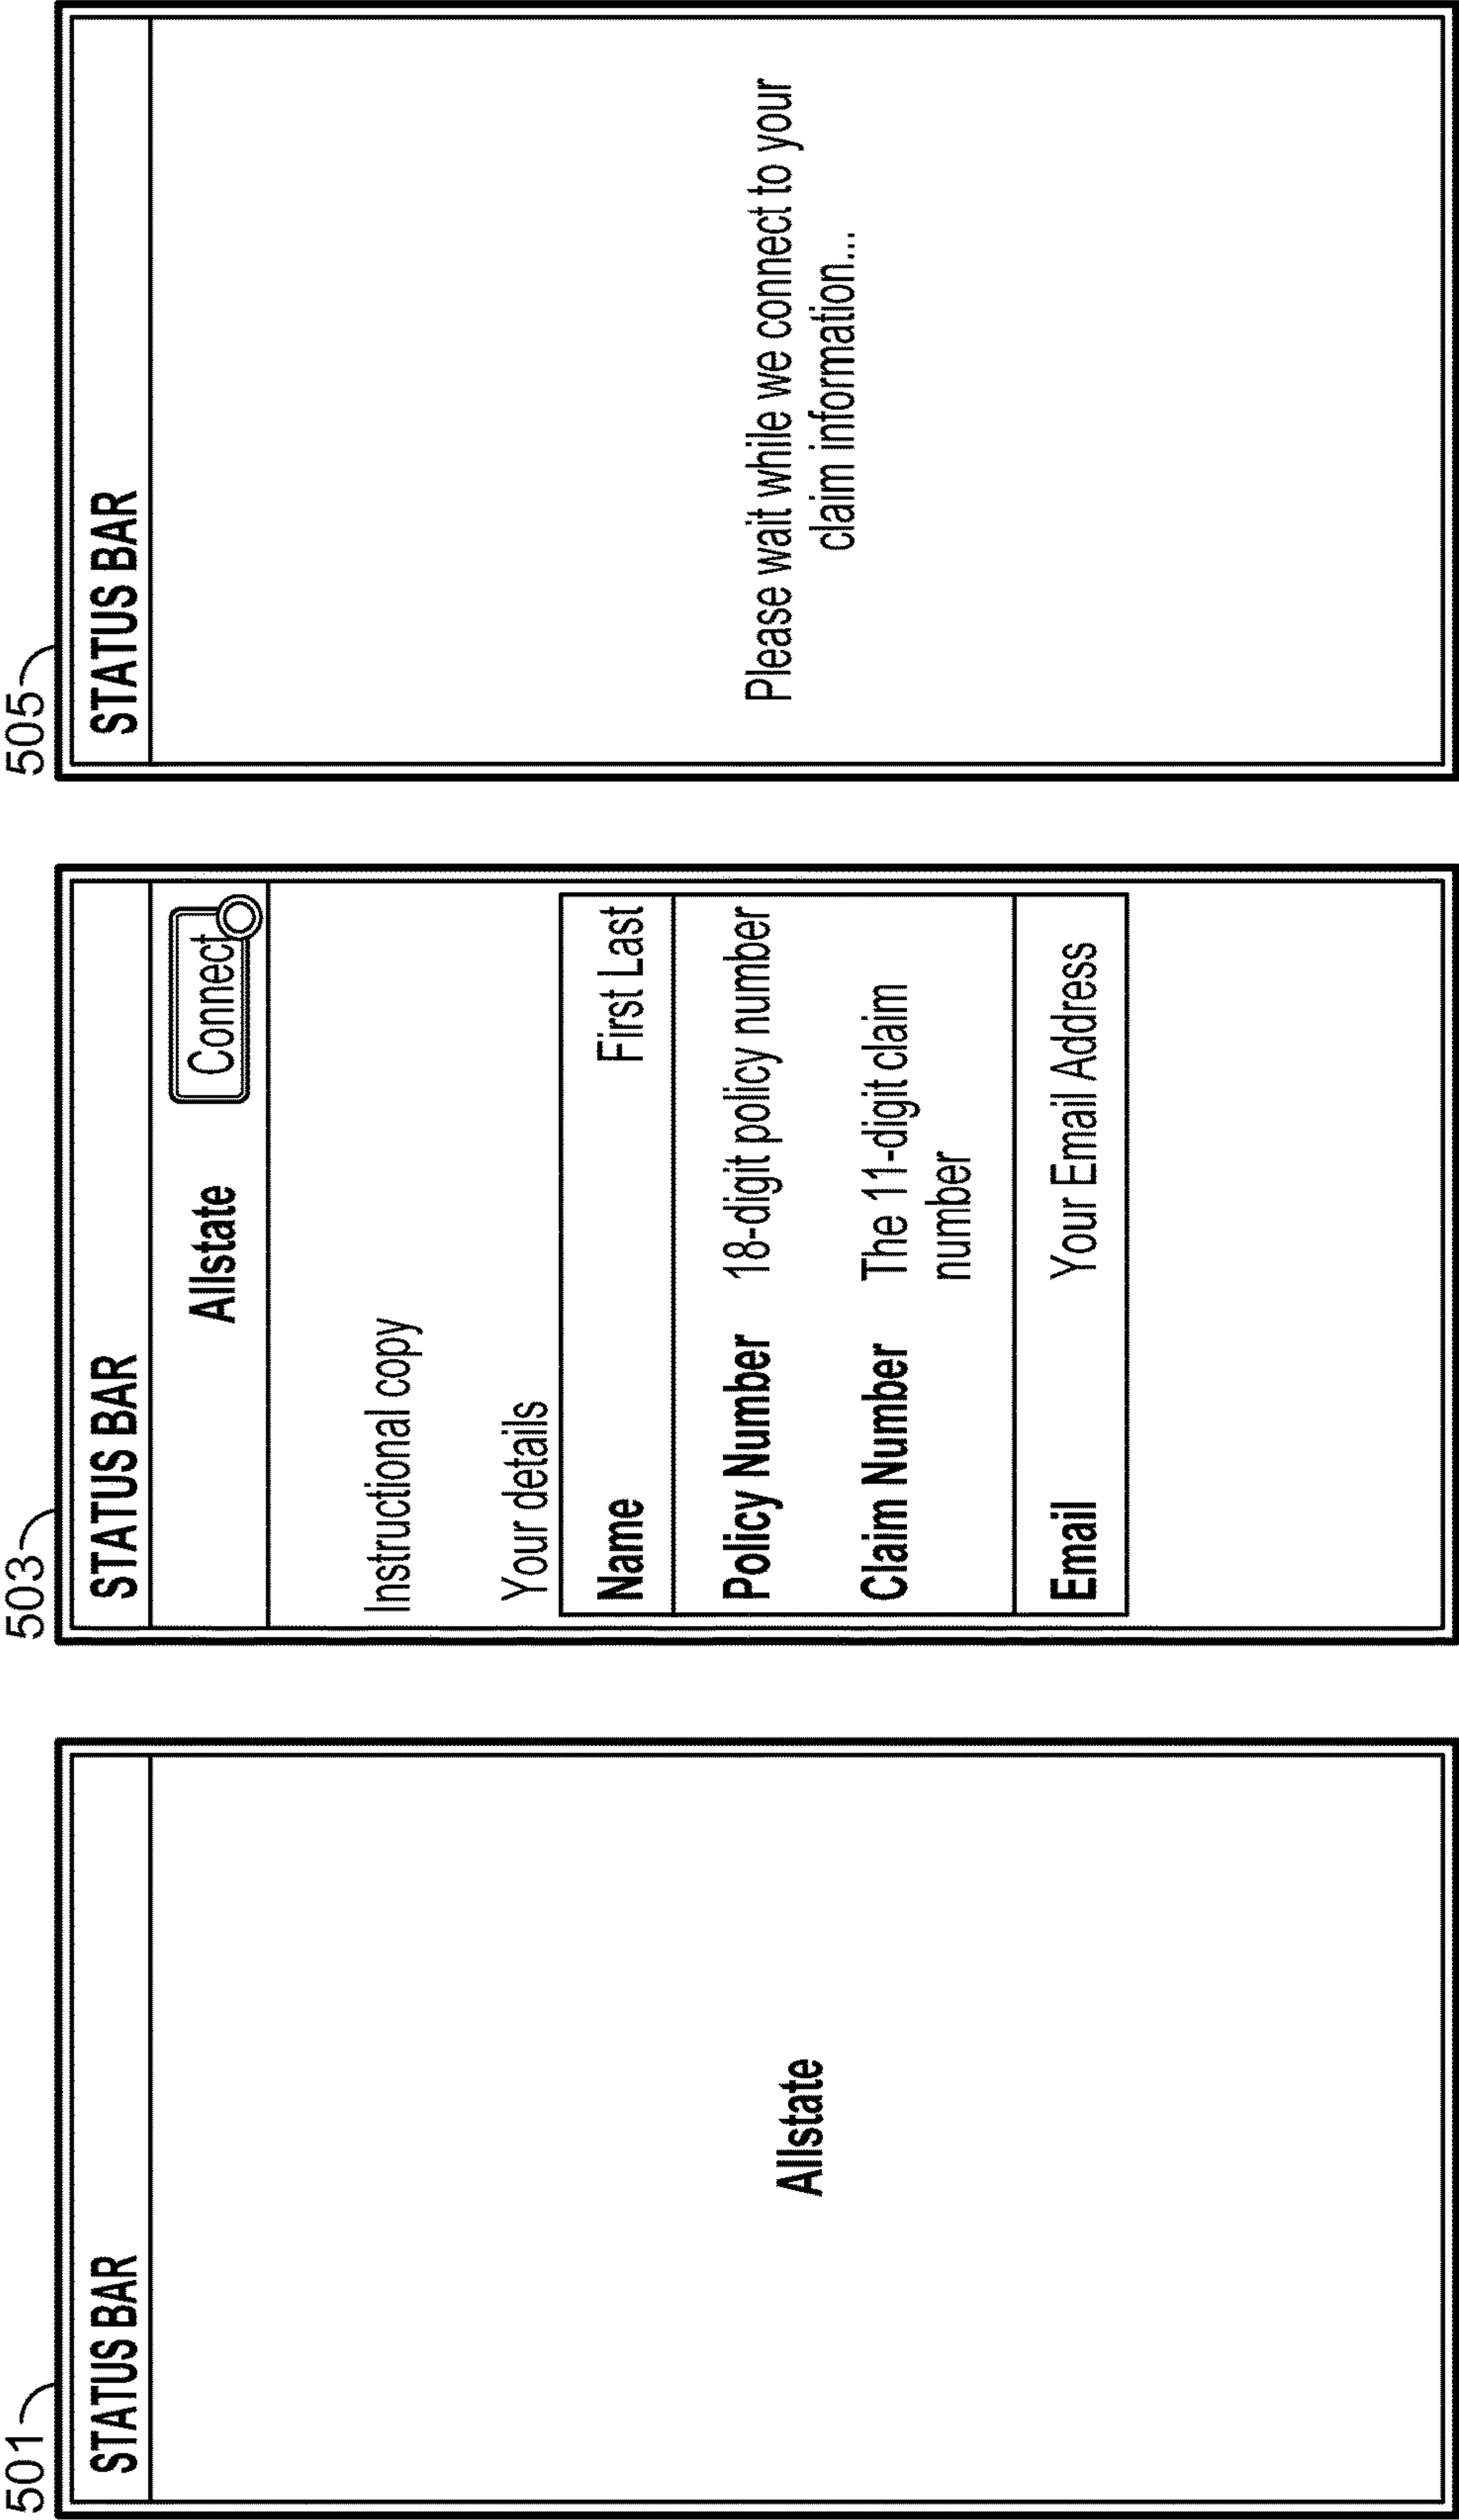 501
STATUS BAR
Allstate
503
STATUS BAR
Allstate Connect
Instructional copy
Your details
Name First Last
Policy Number 18-digit policy number
Claim Number The 11-digit claim
number
Email Your Email Address
505
STATUS BAR
Please wait while we connect to your
claim information...